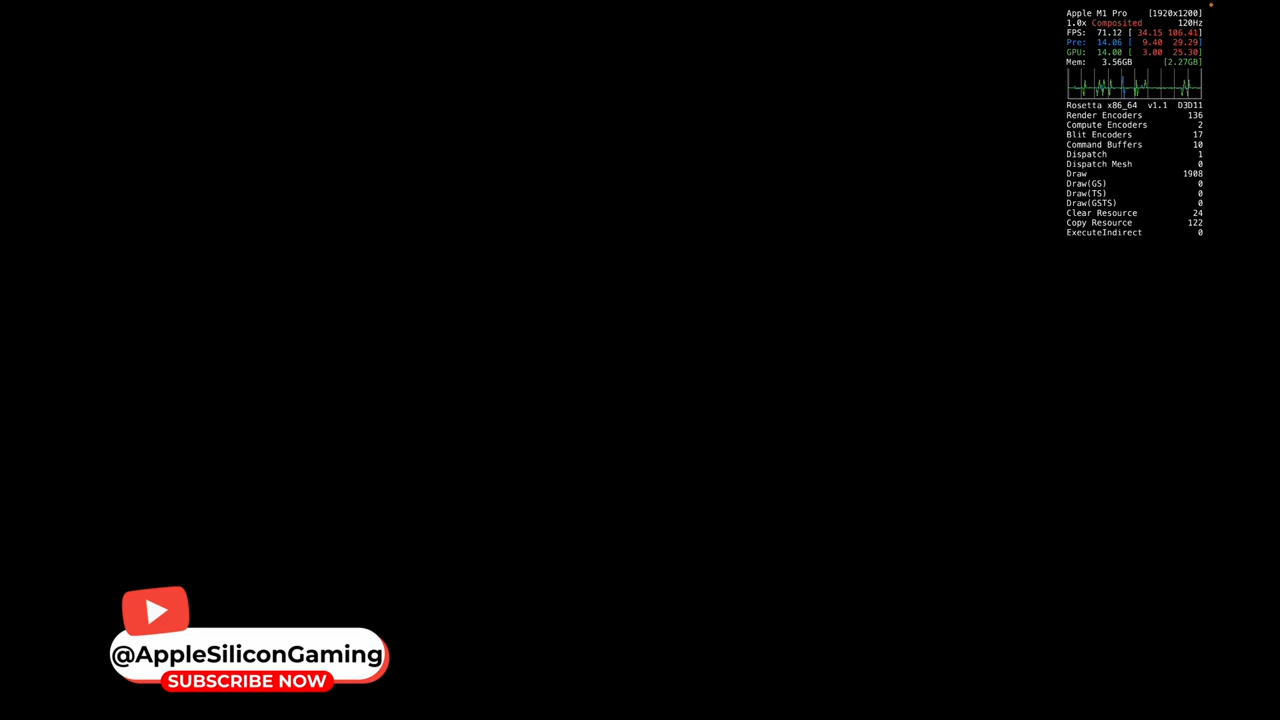 Apple M1 Pro [1920x1200]
1.0x Composited 120Hz
FPS: 71.12 [ 34.15 106.41]
Pre: 14.06 [ 9.40 29.29]
GPU: 14.00 [ 3.00 25.30]
Mem: 3.56GB [2.27GB]
Rosetta x86_64 v1.1 D3D11
Render Encoders 136
Compute Encoders 2
Blit Encoders 17
Command Buffers 10
Dispatch 1
Dispatch Mesh 0
Draw 1908
Draw(GS) 0
Draw(TS) 0
Draw(GSTS) 0
Clear Resource 24
Copy Resource 122
ExecuteIndirect 0
@AppleSiliconGaming
SUBSCRIBE NOW